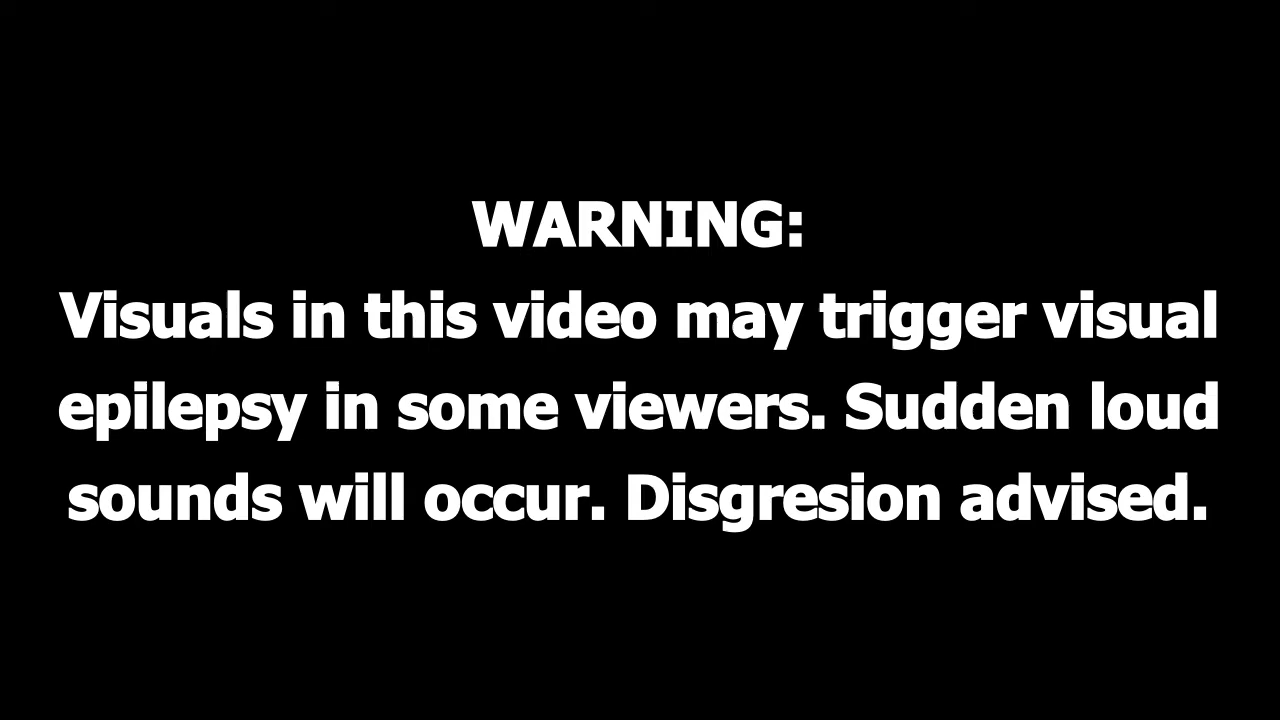 WARNING:
Visuals in this video may trigger visual
epilepsy in some viewers. Sudden loud
sounds will occur. Disgresion advised.